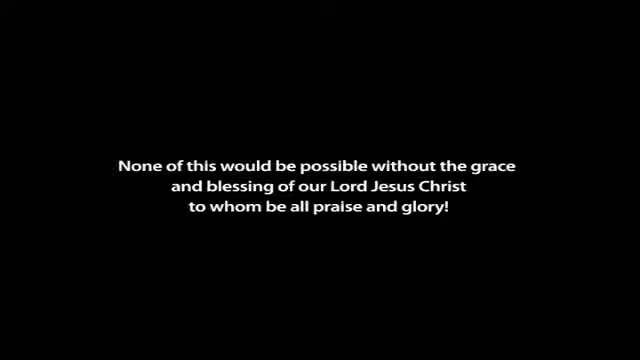 None of this would be possible without the grace
and blessing of our Lord Jesus Christ
to whom be all praise and glory!